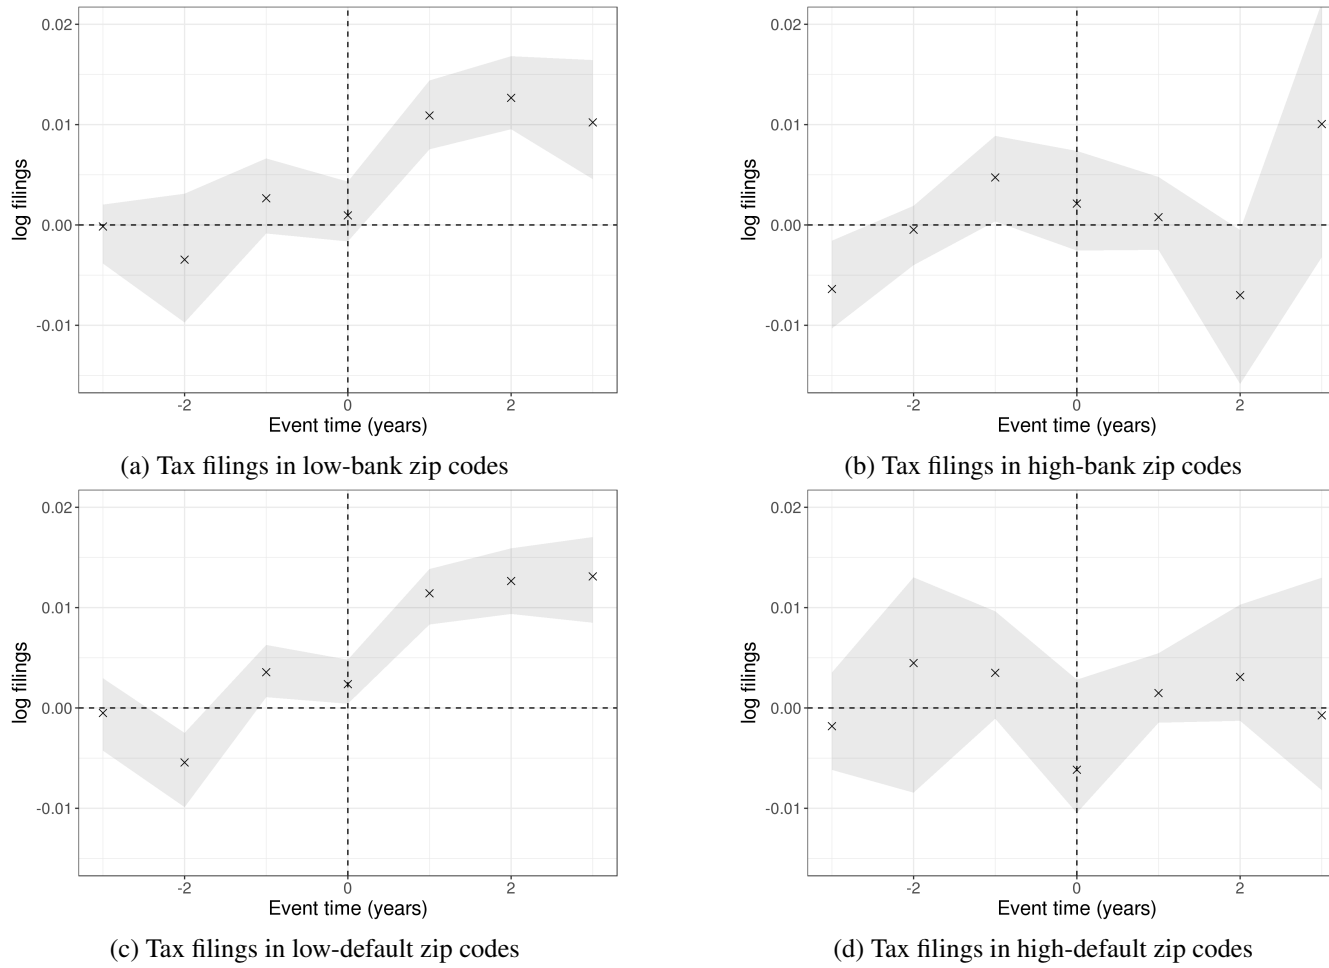 0.02
0.01
0.00
-0.01
log filings
-2
0
2
Event time (years)
(a) Tax filings in low-bank zip codes
0.02
0.01
0.00
-0.01
log filings
-2
0
2
Event time (years)
(b) Tax filings in high-bank zip codes
0.02
0.01
0.00
-0.01
log filings
-2
0
2
Event time (years)
(c) Tax filings in low-default zip codes
0.02
0.01
0.00
-0.01
log filings
-2
0
2
Event time (years)
(d) Tax filings in high-default zip codes